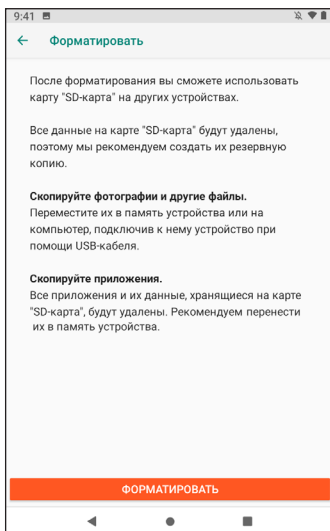 9:41
Форматировать
После форматирования вы сможете использовать
карту "SD-карта" на других устройствах.
Все данные на карте "SD-карта" будут удалены,
поэтому мы рекомендуем создать их резервную
копию.
Скопируйте фотографии и другие файлы.
Переместите их в память устройства или на
компьютер, подключив к нему устройство при
помощи USB-кабеля.
Скопируйте приложения.
Все приложения и их данные, хранящиеся на карте
"SD-карта", будут удалены. Рекомендуем перенести
их в память устройства.
ФОРМАТИРОВАТЬ